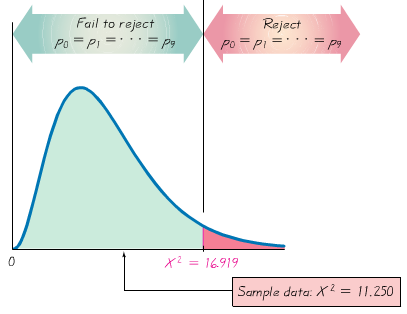 Fail to reject
p₀ = p₁ = · · · = p₉
Reject
p₀ = p₁ = · · · = p₉
0
X² = 16.919
Sample data: X² = 11.250